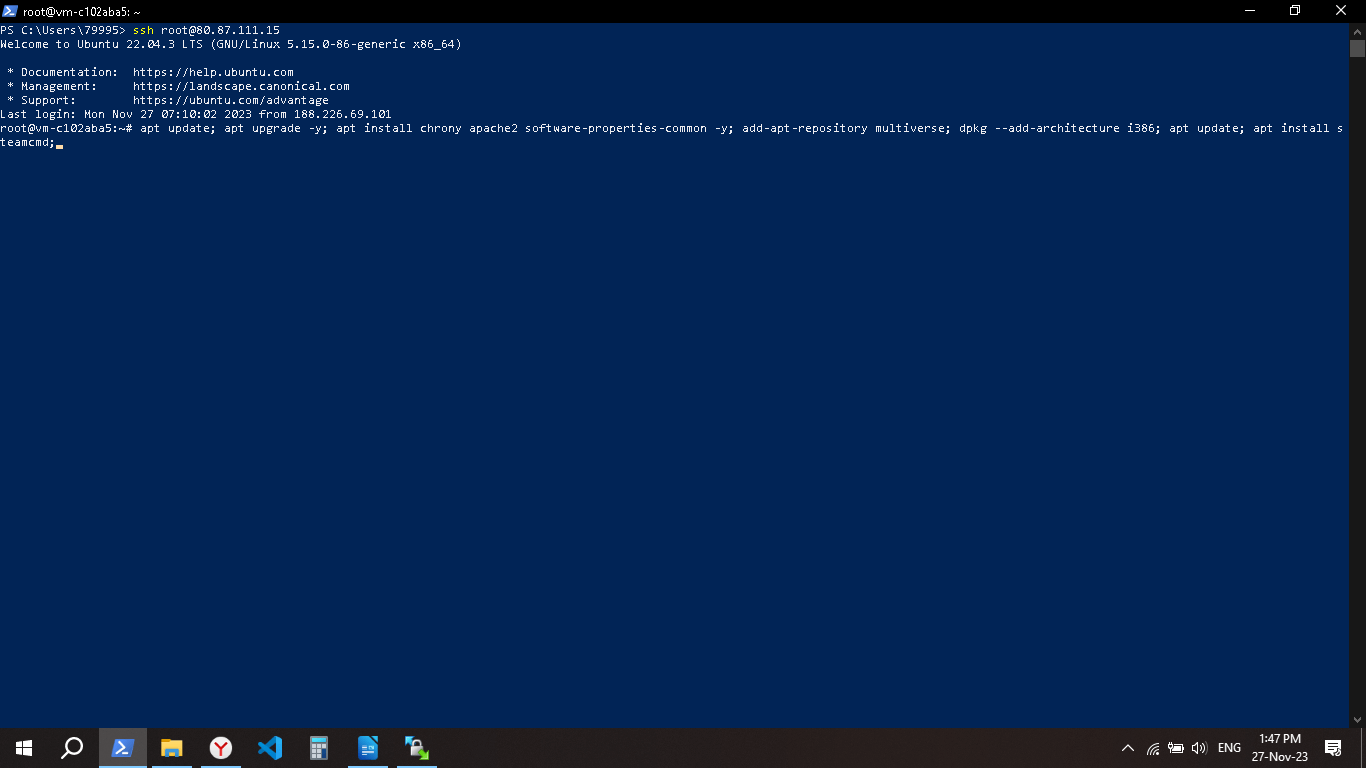 root@vm-c102aba5: ~
PS C:\Users\79995> ssh root@80.87.111.15
Welcome to Ubuntu 22.04.3 LTS (GNU/Linux 5.15.0-86-generic x86_64)
* Documentation:  https://help.ubuntu.com
* Management:     https://landscape.canonical.com
* Support:        https://ubuntu.com/advantage
Last login: Mon Nov 27 07:10:02 2023 from 188.226.69.101
root@vm-c102aba5:~# apt update; apt upgrade -y; apt install chrony apache2 software-properties-common -y; add-apt-repository multiverse; dpkg --add-architecture i386; apt update; apt install s
teamcmd;
ENG
1:47 PM
27-Nov-23